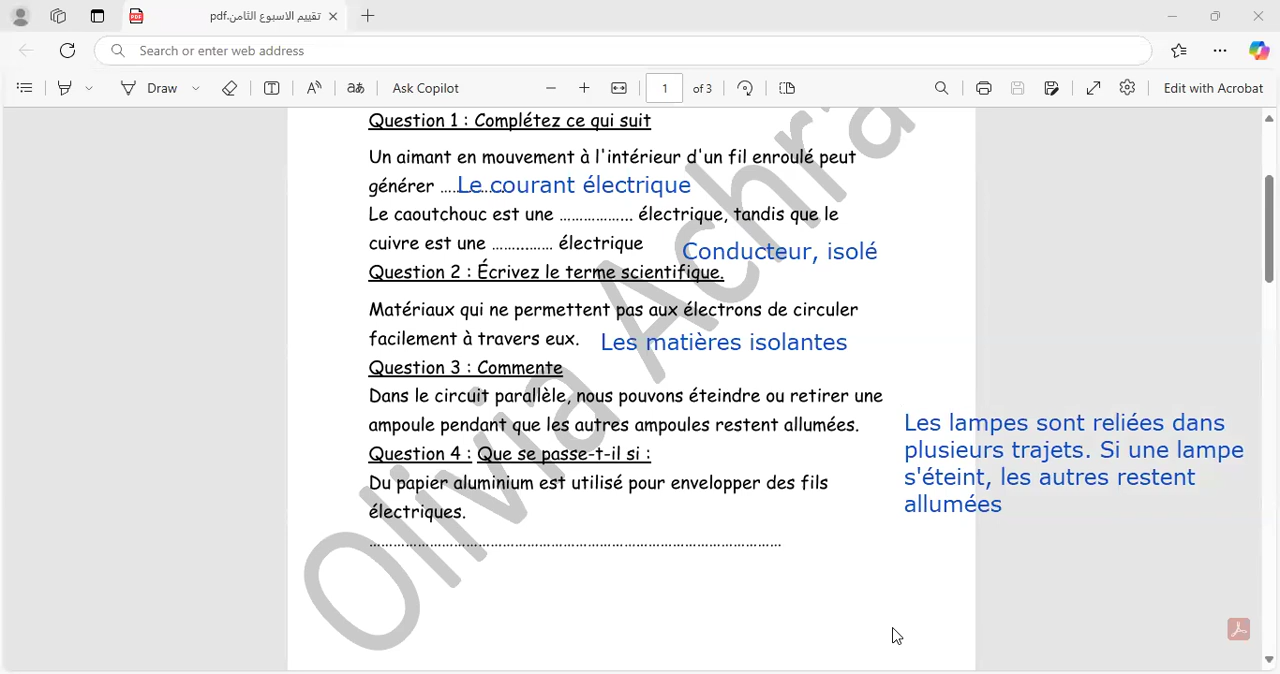 تقييم الاسبوع الثامن.pdf
Search or enter web address
Draw
aあ
Ask Copilot
1 of 3
Edit with Acrobat
Question 1 : Complétez ce qui suit
Un aimant en mouvement à l'intérieur d'un fil enroulé peut
générer ............... Le courant électrique
Le caoutchouc est une .................. électrique, tandis que le
cuivre est une ............... électrique
Conducteur, isolé
Question 2 : Écrivez le terme scientifique.
Matériaux qui ne permettent pas aux électrons de circuler
facilement à travers eux. Les matières isolantes
Question 3 : Commente
Dans le circuit parallèle, nous pouvons éteindre ou retirer une
ampoule pendant que les autres ampoules restent allumées.
Les lampes sont reliées dans
plusieurs trajets. Si une lampe
s'éteint, les autres restent
allumées
Question 4 : Que se passe-t-il si :
Du papier aluminium est utilisé pour envelopper des fils
électriques.
................................................................................
Olivia Achra